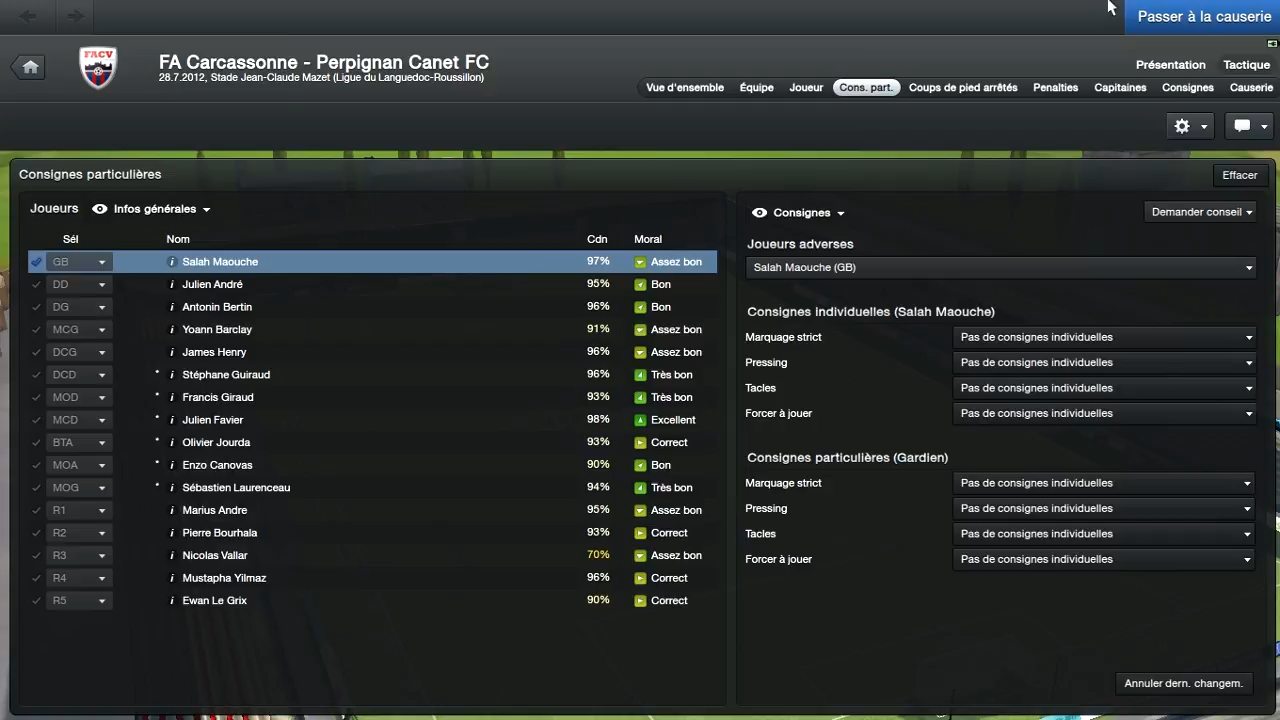 Passer à la causerie
FACV
FA Carcassonne - Perpignan Canet FC
28.7.2012, Stade Jean-Claude Mazet (Ligue du Languedoc-Roussillon)
Présentation Tactique
Vue d'ensemble Équipe Joueur Cons. part. Coups de pied arrêtés Penalties Capitaines Consignes Causerie
Consignes particulières
Effacer
Joueurs Infos générales
Sél Nom Cdn Moral
GB Salah Maouche 97% Assez bon
DD Julien André 95% Bon
DG Antonin Bertin 96% Bon
MCG Yoann Barclay 91% Assez bon
DCG James Henry 96% Assez bon
DCD Stéphane Guiraud 96% Très bon
MOD Francis Giraud 93% Très bon
MCD Julien Favier 98% Excellent
BTA Olivier Jourda 93% Correct
MOA Enzo Canovas 90% Bon
MOG Sébastien Laurenceau 94% Très bon
R1 Marius Andre 95% Assez bon
R2 Pierre Bourhala 93% Correct
R3 Nicolas Vallar 70% Assez bon
R4 Mustapha Yilmaz 96% Correct
R5 Ewan Le Grix 90% Correct
Consignes Demander conseil
Joueurs adverses
Salah Maouche (GB)
Consignes individuelles (Salah Maouche)
Marquage strict Pas de consignes individuelles
Pressing Pas de consignes individuelles
Tacles Pas de consignes individuelles
Forcer à jouer Pas de consignes individuelles
Consignes particulières (Gardien)
Marquage strict Pas de consignes individuelles
Pressing Pas de consignes individuelles
Tacles Pas de consignes individuelles
Forcer à jouer Pas de consignes individuelles
Annuler dern. changem.